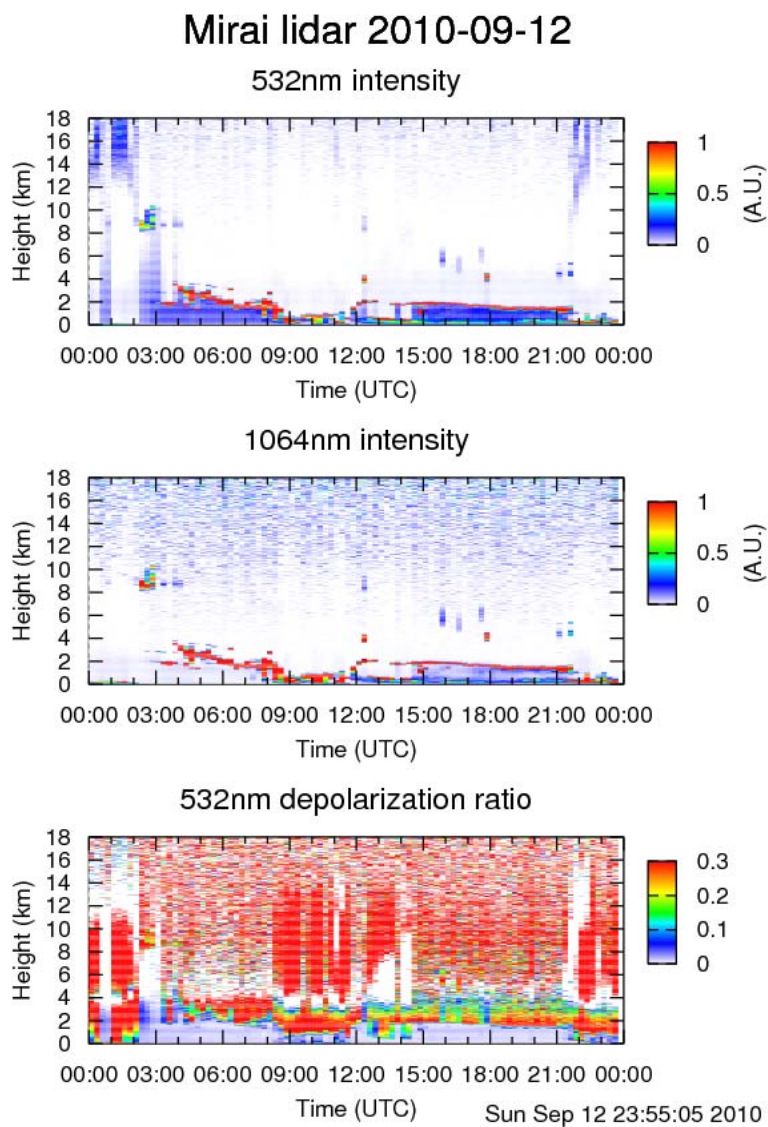 Mirai lidar 2010-09-12
532nm intensity
18
16
14
12
10
8
6
4
2
0
Height (km)
1
0.5
0
(A.U.)
00:00 03:00 06:00 09:00 12:00 15:00 18:00 21:00 00:00
Time (UTC)
1064nm intensity
18
16
14
12
10
8
6
4
2
0
Height (km)
1
0.5
0
(A.U.)
00:00 03:00 06:00 09:00 12:00 15:00 18:00 21:00 00:00
Time (UTC)
532nm depolarization ratio
18
16
14
12
10
8
6
4
2
0
Height (km)
0.3
0.2
0.1
0
00:00 03:00 06:00 09:00 12:00 15:00 18:00 21:00 00:00
Time (UTC)
Sun Sep 12 23:55:05 2010